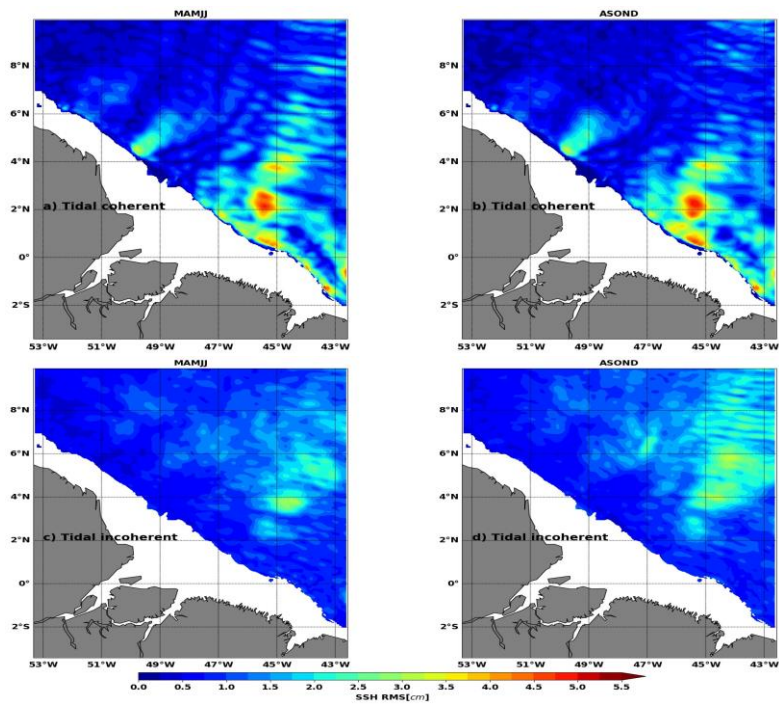 MAMJJ
ASOND
8°N
6°N
4°N
2°N
0°
2°S
a) Tidal coherent
53°W 51°W 49°W 47°W 45°W 43°W
8°N
6°N
4°N
2°N
0°
2°S
b) Tidal coherent
53°W 51°W 49°W 47°W 45°W 43°W
MAMJJ
ASOND
8°N
6°N
4°N
2°N
0°
2°S
c) Tidal incoherent
53°W 51°W 49°W 47°W 45°W 43°W
8°N
6°N
4°N
2°N
0°
2°S
d) Tidal incoherent
53°W 51°W 49°W 47°W 45°W 43°W
0.0 0.5 1.0 1.5 2.0 2.5 3.0 3.5 4.0 4.5 5.0 5.5
SSH RMS[cm]